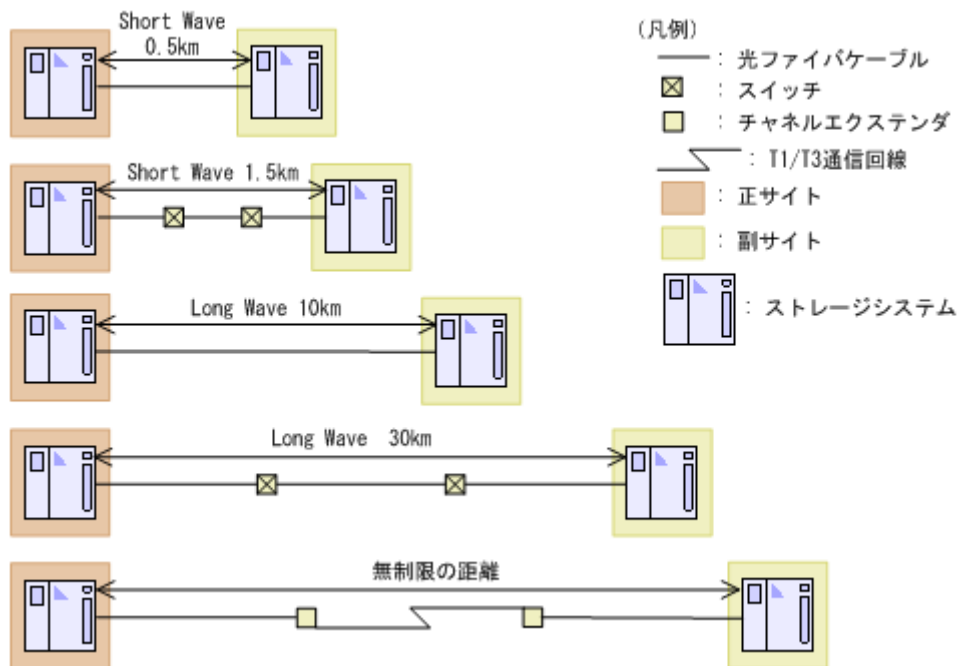 Short Wave
0.5km
Short Wave 1.5km
Long Wave 10km
Long Wave 30km
無制限の距離
(凡例)
: 光ファイバケーブル
: スイッチ
: チャネルエクステンダ
: T1/T3通信回線
: 正サイト
: 副サイト
: ストレージシステム